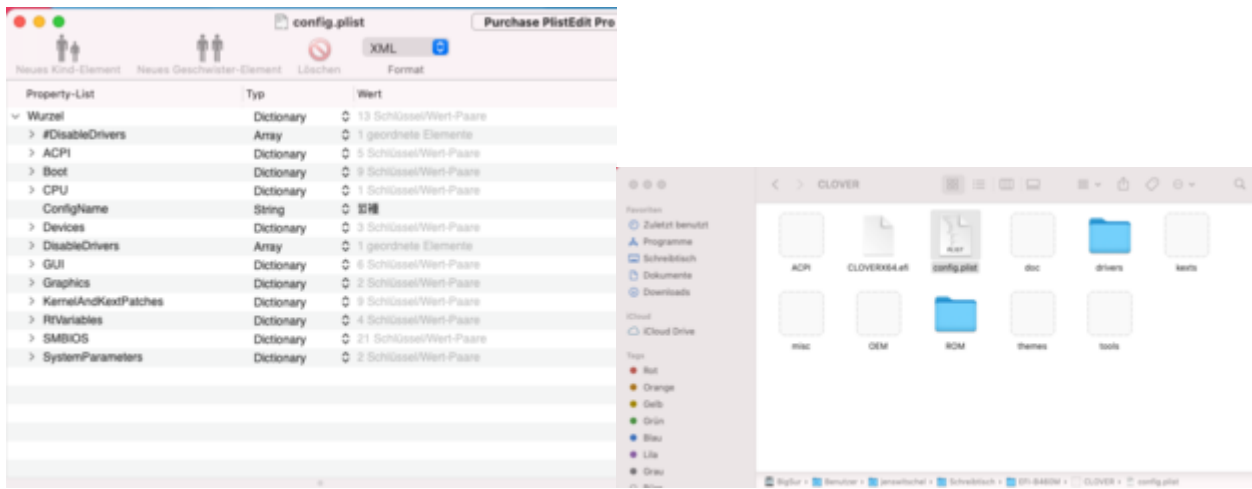 config.plist
Purchase PlistEdit Pro
XML
Neues Kind-Element Neues Geschwister-Element Löschen Format
Property-List Typ Wert
Wurzel Dictionary 13 Schlüssel/Wert-Paare
#DisableDrivers Array 1 geordnete Elemente
ACPI Dictionary 5 Schlüssel/Wert-Paare
Boot Dictionary 9 Schlüssel/Wert-Paare
CPU Dictionary 1 Schlüssel/Wert-Paare
ConfigName String
Devices Dictionary 3 Schlüssel/Wert-Paare
DisableDrivers Array 1 geordnete Elemente
GUI Dictionary 6 Schlüssel/Wert-Paare
Graphics Dictionary 2 Schlüssel/Wert-Paare
KernelAndKextPatches Dictionary 9 Schlüssel/Wert-Paare
RtVariables Dictionary 4 Schlüssel/Wert-Paare
SMBIOS Dictionary 21 Schlüssel/Wert-Paare
SystemParameters Dictionary 2 Schlüssel/Wert-Paare
CLOVER
Favoriten
Zuletzt benutzt
Programme
Schreibtisch
Dokumente
Downloads
iCloud
iCloud Drive
Tags
Rot
Orange
Gelb
Grün
Blau
Lila
Grau
PLIST
ACPI CLOVERX64.efi config.plist doc drivers kexts
misc OEM ROM themes tools
BigSur › Benutzer › janswitschel › Schreibtisch › EFI-B460M › CLOVER › config.plist